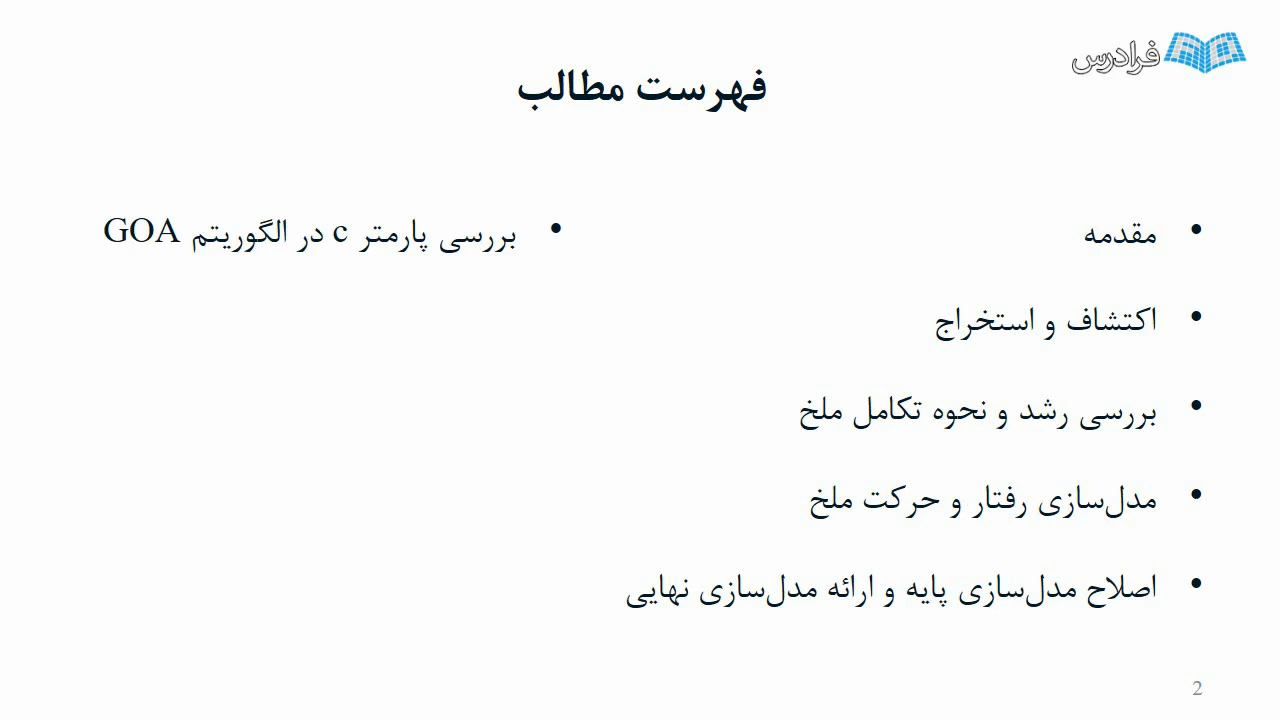 فرادرس
فهرست مطالب
• مقدمه
• اکتشاف و استخراج
• بررسی رشد و نحوه تکامل ملخ
• مدل‌سازی رفتار و حرکت ملخ
• اصلاح مدل‌سازی پایه و ارائه مدل‌سازی نهایی
• بررسی پارمتر c در الگوریتم GOA
2